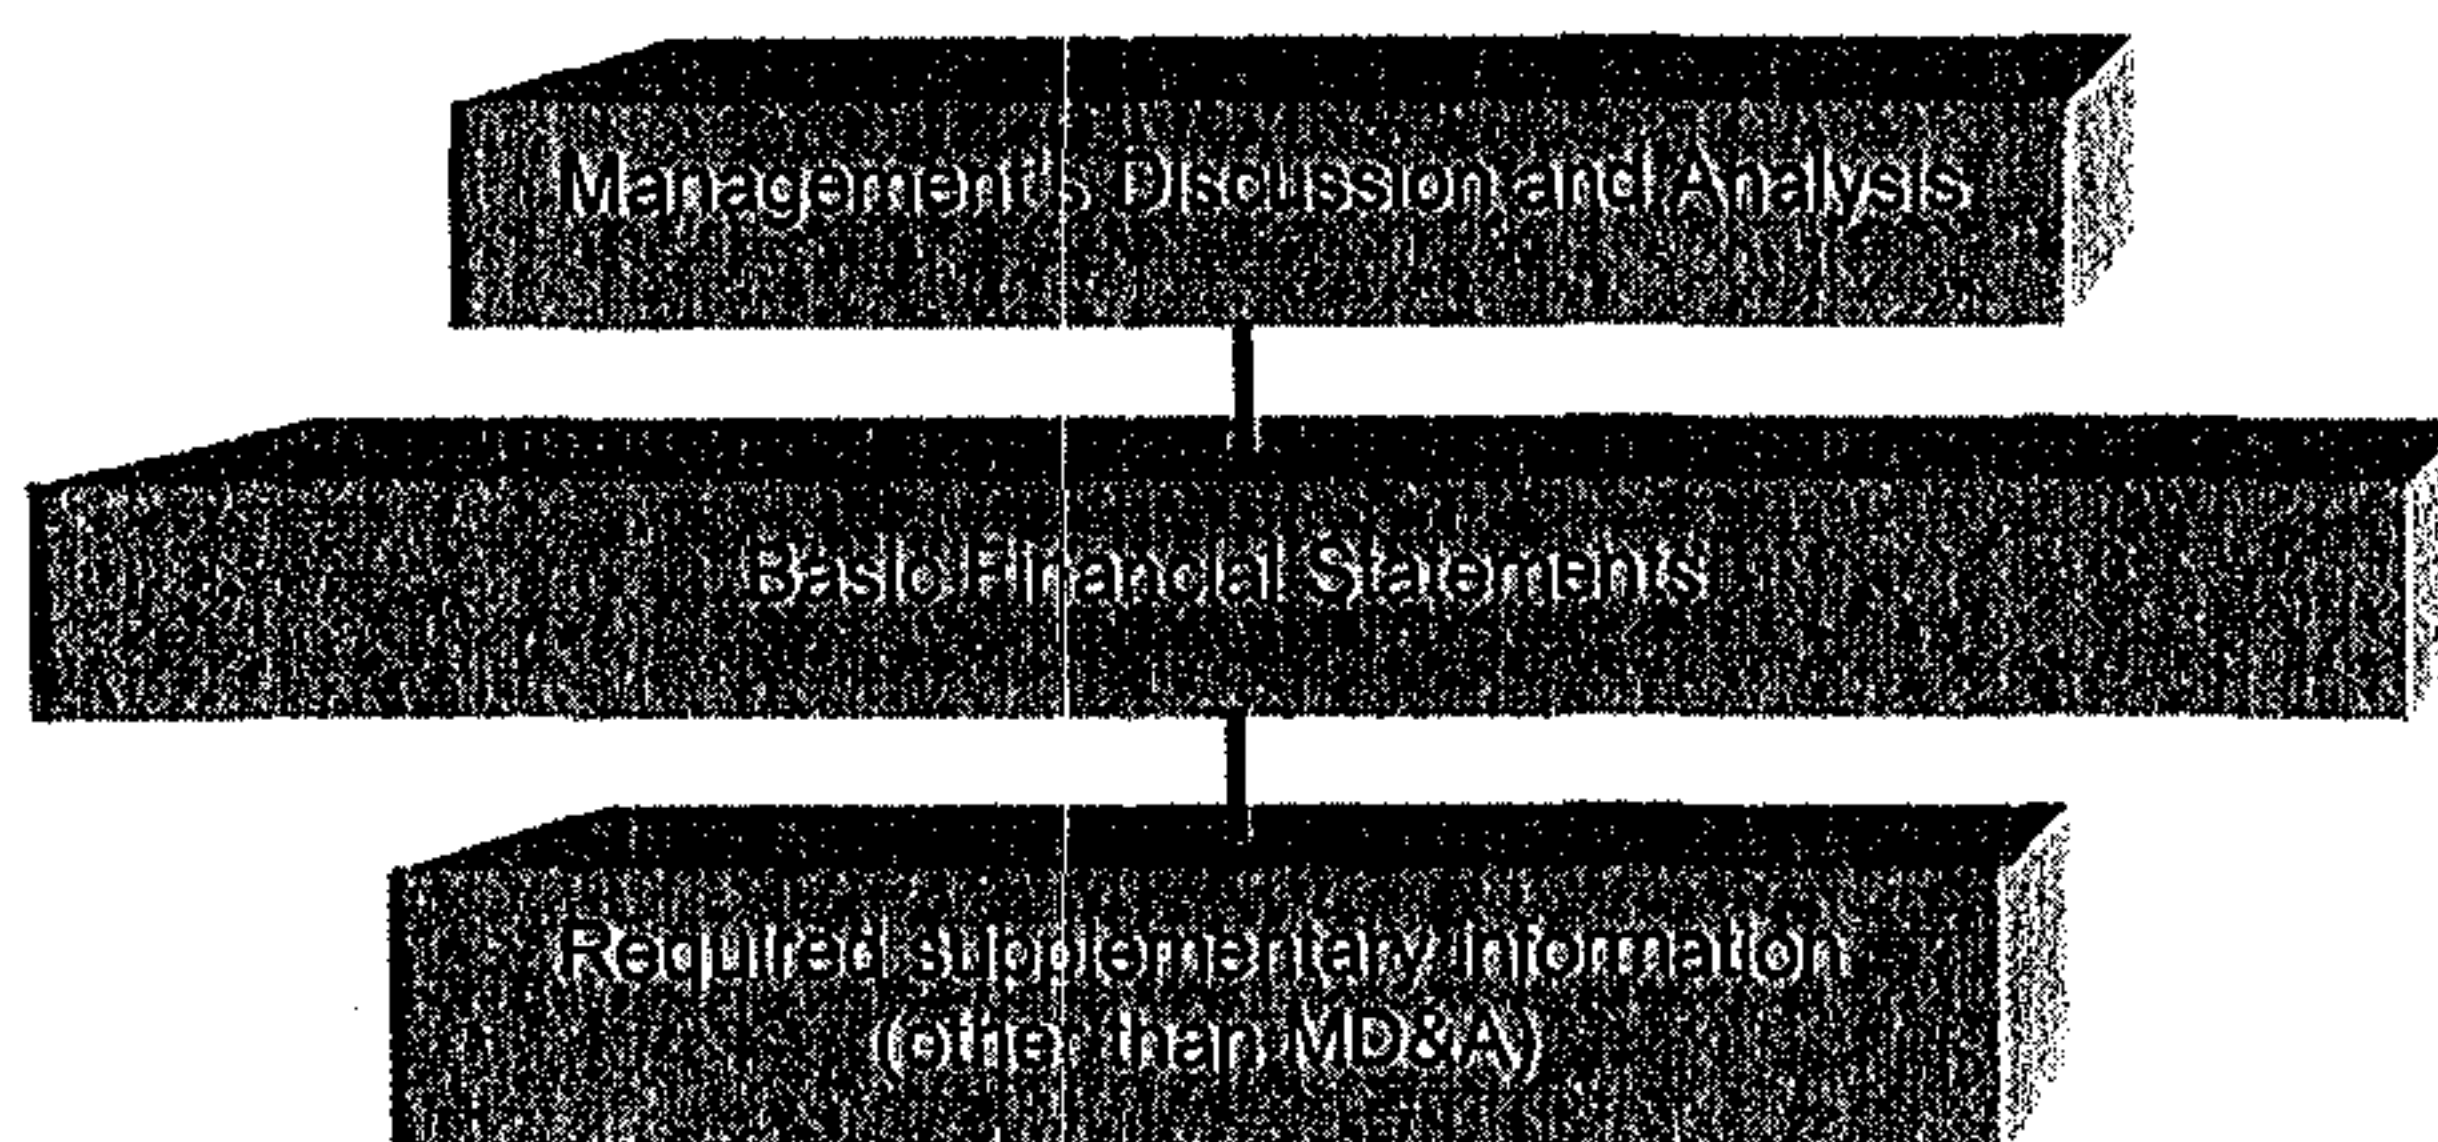 Management's Discussion and Analysis
Basic Financial Statements
Required supplementary information
(other than MD&A)